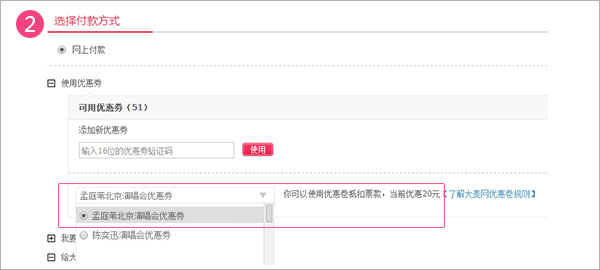 2 选择付款方式
网上付款
使用优惠券
可用优惠券（51）
添加新优惠券
输入16位的优惠券验证码 使用
孟庭苇北京演唱会优惠券 你可以使用优惠券抵扣票款，当前优惠20元【了解大麦网优惠券规则】
孟庭苇北京演唱会优惠券
陈奕迅演唱会优惠券
我要
给大